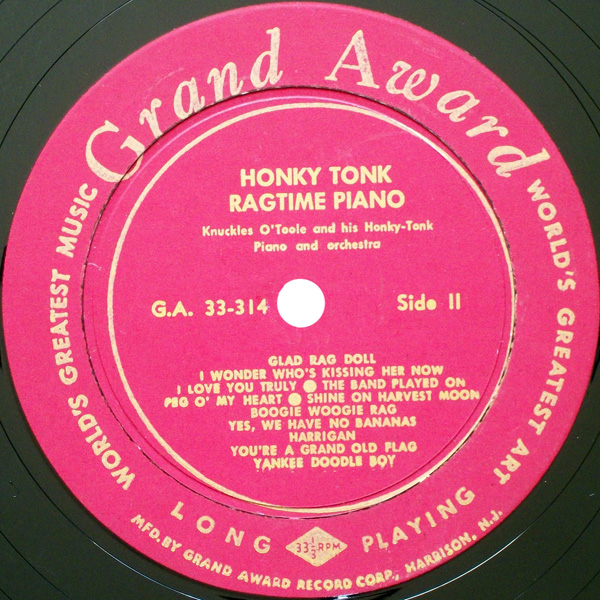 Grand Award
WORLD'S GREATEST MUSIC
WORLD'S GREATEST ART
HONKY TONK
RAGTIME PIANO
Knuckles O'Toole and his Honky-Tonk
Piano and orchestra
G.A. 33-314
Side II
GLAD RAG DOLL
I WONDER WHO'S KISSING HER NOW
I LOVE YOU TRULY ● THE BAND PLAYED ON
PEG O' MY HEART ● SHINE ON HARVEST MOON
BOOGIE WOOGIE RAG
YES, WE HAVE NO BANANAS
HARRIGAN
YOU'RE A GRAND OLD FLAG
YANKEE DOODLE BOY
LONG PLAYING
33 1/3 RPM
MFD. BY GRAND AWARD RECORD CORP., HARRISON, N.J.